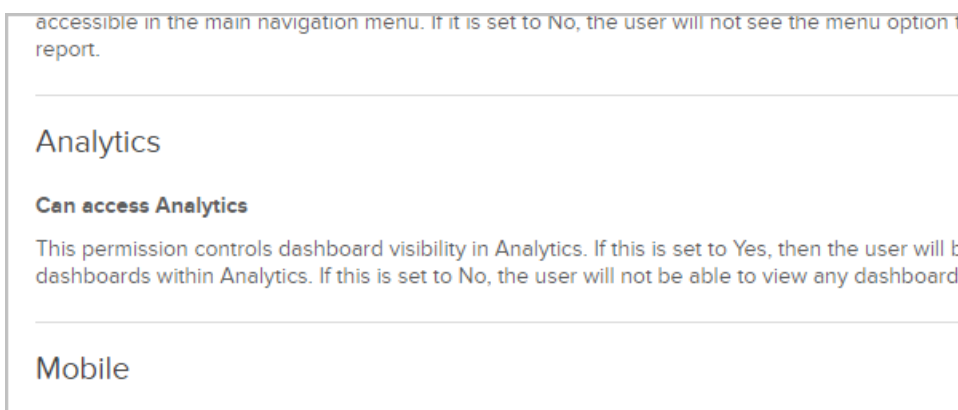 accessible in the main navigation menu. If it is set to No, the user will not see the menu option
report.
Analytics
Can access Analytics
This permission controls dashboard visibility in Analytics. If this is set to Yes, then the user will
dashboards within Analytics. If this is set to No, the user will not be able to view any dashboard
Mobile